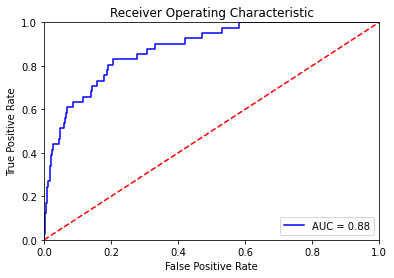 Receiver Operating Characteristic
1.0
0.8
0.6
0.4
0.2
0.0
True Positive Rate
AUC = 0.88
0.0 0.2 0.4 0.6 0.8 1.0
False Positive Rate